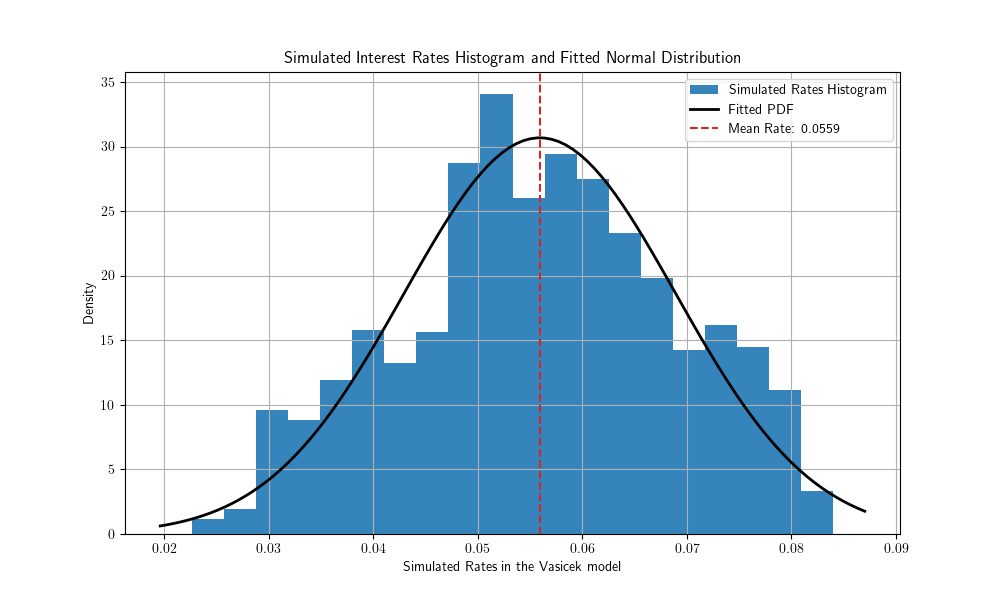 Simulated Interest Rates Histogram and Fitted Normal Distribution
Simulated Rates Histogram
Fitted PDF
Mean Rate: 0.0559
35
30
25
20
15
10
5
0
Density
0.02 0.03 0.04 0.05 0.06 0.07 0.08 0.09
Simulated Rates in the Vasicek model